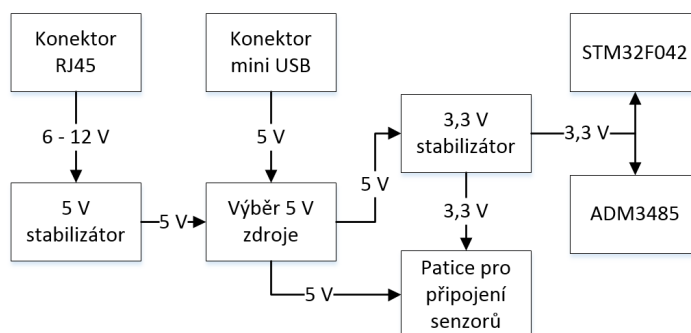 Konektor
RJ45
Konektor
mini USB
STM32F042
6 - 12 V
5 V
3,3 V
stabilizátor
3,3 V
5 V
5 V
stabilizátor
5 V
Výběr 5 V
zdroje
3,3 V
ADM3485
5 V
Patice pro
připojení
senzorů